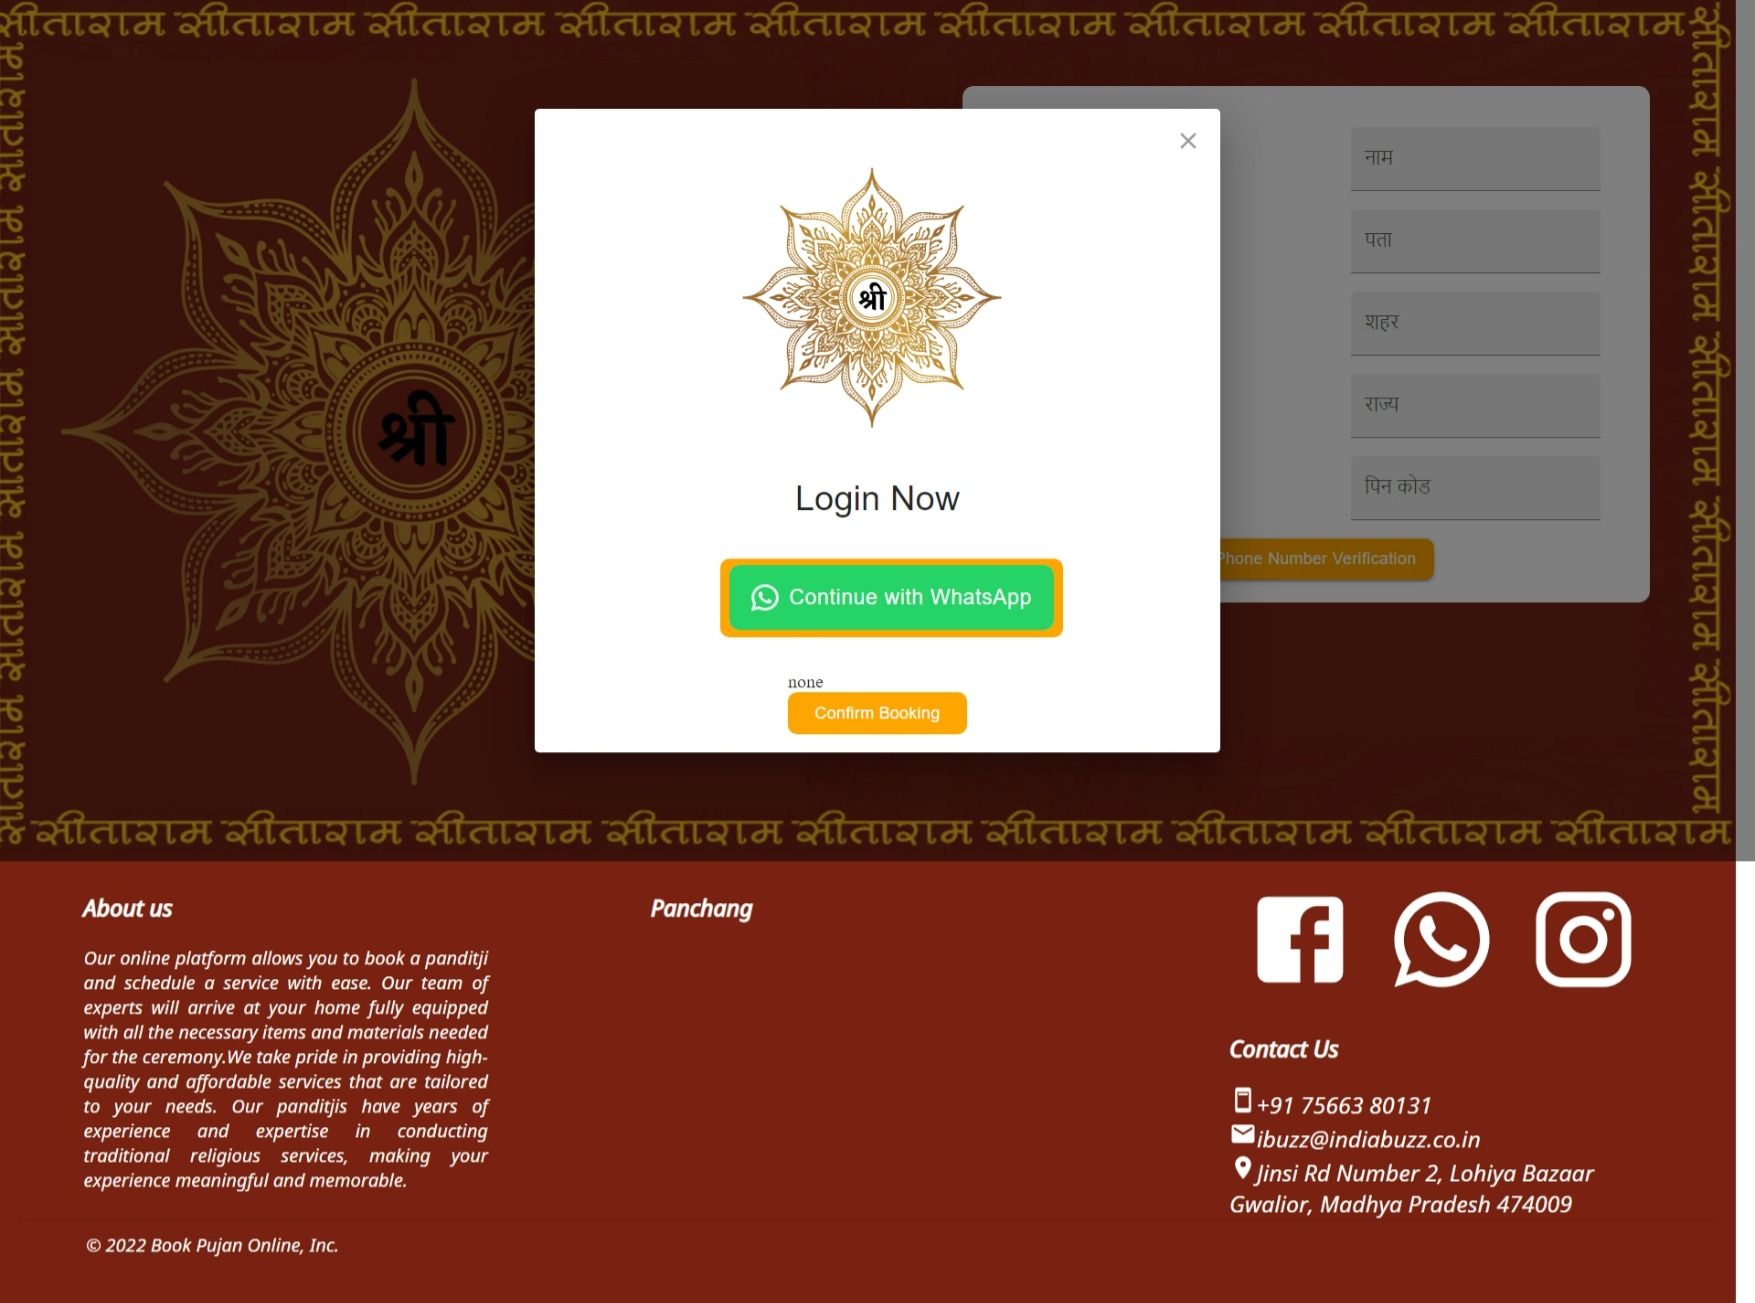 सीताराम सीताराम सीताराम सीताराम सीताराम सीताराम सीताराम सीताराम सीताराम
श्री
श्री
Login Now
Continue with WhatsApp
none
Confirm Booking
नाम
पता
शहर
राज्य
पिन कोड
Phone Number Verification
सीताराम सीताराम सीताराम सीताराम सीताराम
सीताराम सीताराम सीताराम सीताराम सीताराम
सीताराम सीताराम सीताराम सीताराम सीताराम सीताराम सीताराम सीताराम सीताराम
About us
Our online platform allows you to book a panditji
and schedule a service with ease. Our team of
experts will arrive at your home fully equipped
with all the necessary items and materials needed
for the ceremony.We take pride in providing high-
quality and affordable services that are tailored
to your needs. Our panditjis have years of
experience and expertise in conducting
traditional religious services, making your
experience meaningful and memorable.
Panchang
Contact Us
+91 75663 80131
ibuzz@indiabuzz.co.in
Jinsi Rd Number 2, Lohiya Bazaar
Gwalior, Madhya Pradesh 474009
© 2022 Book Pujan Online, Inc.